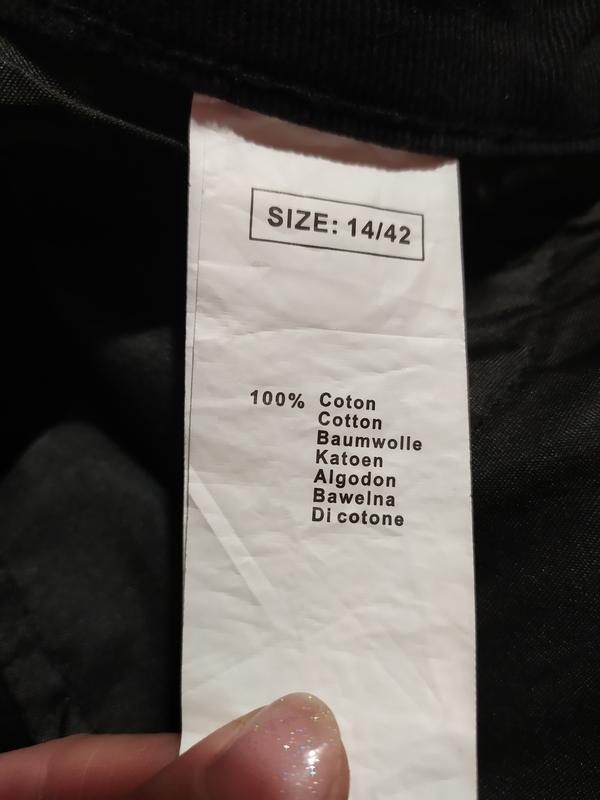 SIZE: 14/42
100% Coton
Cotton
Baumwolle
Katoen
Algodon
Bawelna
Di cotone